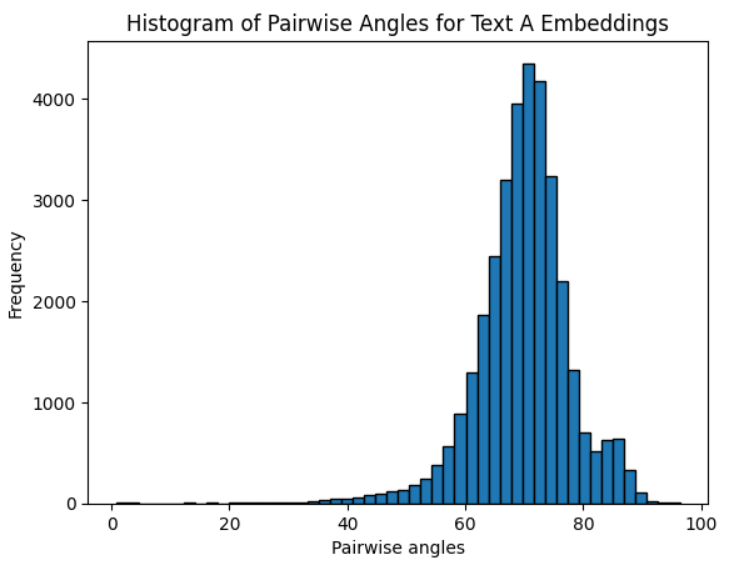 Histogram of Pairwise Angles for Text A Embeddings
Frequency
4000
3000
2000
1000
0
0 20 40 60 80 100
Pairwise angles